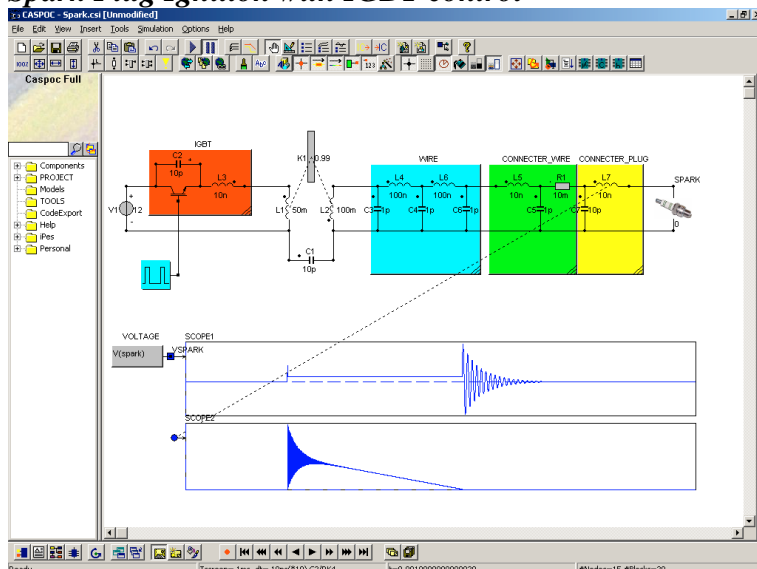 Spark Plug Ignition with IGBT control
CASPOC - Spark.csi [Unmodified]
File Edit View Insert Tools Simulation Options Help
Caspoc Full
Components
PROJECT
Models
TOOLS
CodeExport
Help
iPes
Personal
IGBT
C2
10p
L3
10n
V1
12
K1
0.99
L1
50m
L2
100m
C1
10p
WIRE
L4
100n
L6
100n
C3
1p
C4
1p
C6
1p
CONNECTER_WIRE
L5
10n
R1
10m
C5
1p
CONNECTER_PLUG
L7
10n
C7
10p
SPARK
0
VOLTAGE
V(spark)
VSPARK
SCOPE1
SCOPE2